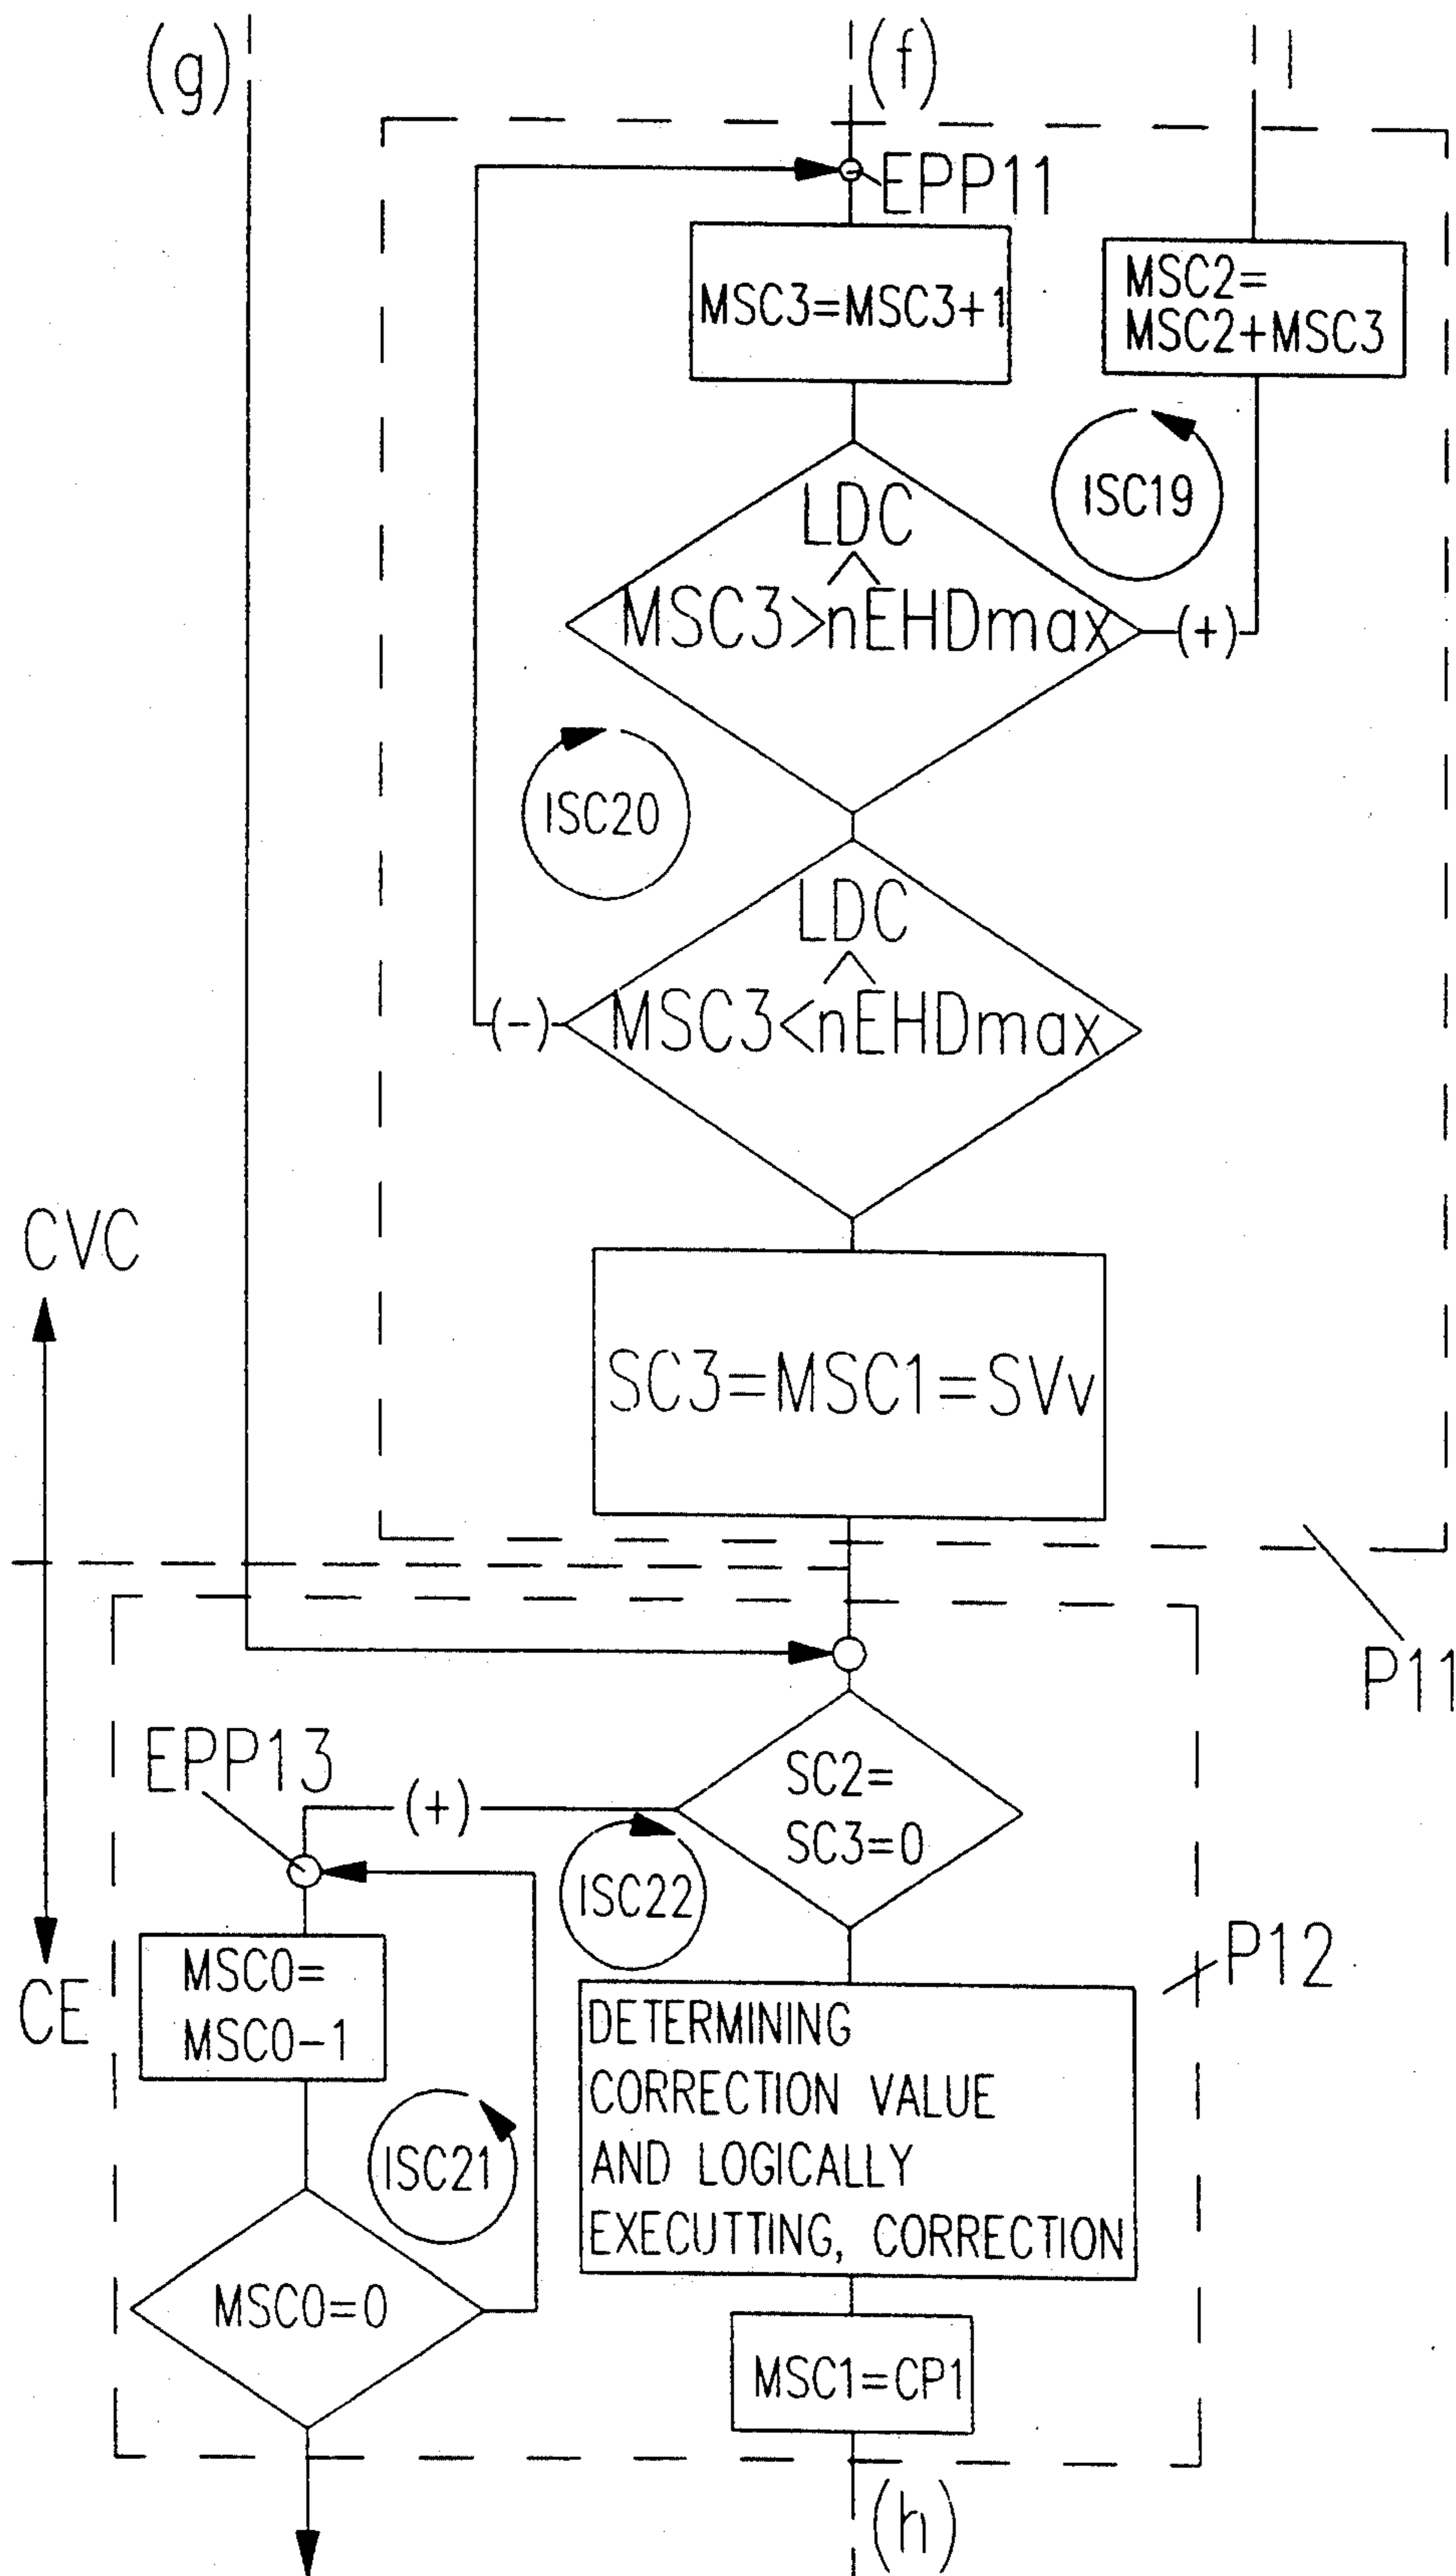 (g)
(f)
l
EPP11
MSC3=MSC3+1
MSC2=
MSC2+MSC3
ISC19
LDC
^
MSC3>nEHDmax
(+)
ISC20
LDC
^
MSC3<nEHDmax
(-)
CVC
SC3=MSC1=SVv
P11
EPP13
(+)
SC2=
SC3=0
ISC22
P12
CE
MSC0=
MSC0-1
DETERMINING
CORRECTION VALUE
AND LOGICALLY
EXECUTTING, CORRECTION
ISC21
MSC0=0
MSC1=CP1
(h)